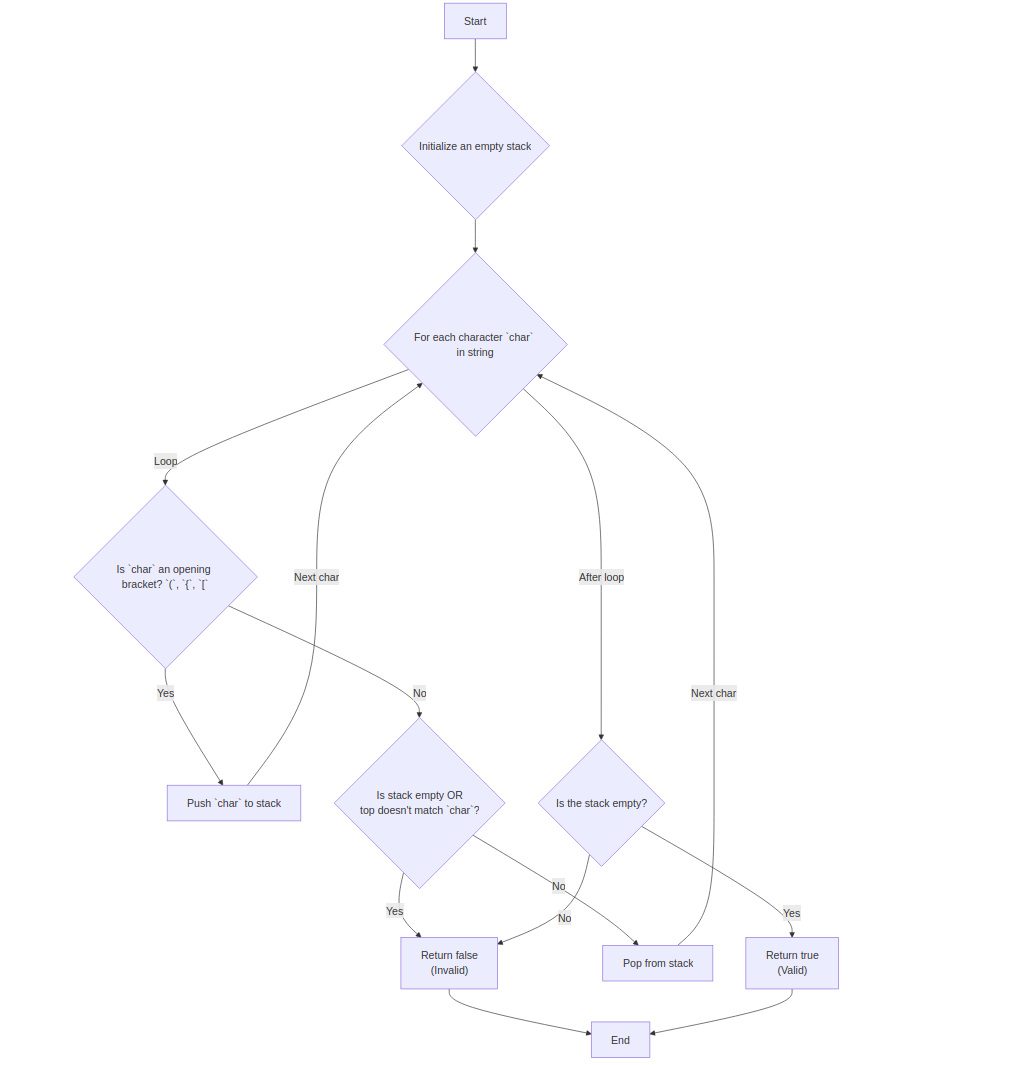 Start
Initialize an empty stack
For each character `char`
in string
Loop
Is `char` an opening
bracket? `(`, `{`, `[`
Next char
After loop
Yes
No
Next char
Push `char` to stack
Is stack empty OR
top doesn't match `char`?
Is the stack empty?
No
Yes
No
Yes
Return false
(Invalid)
Pop from stack
Return true
(Valid)
End